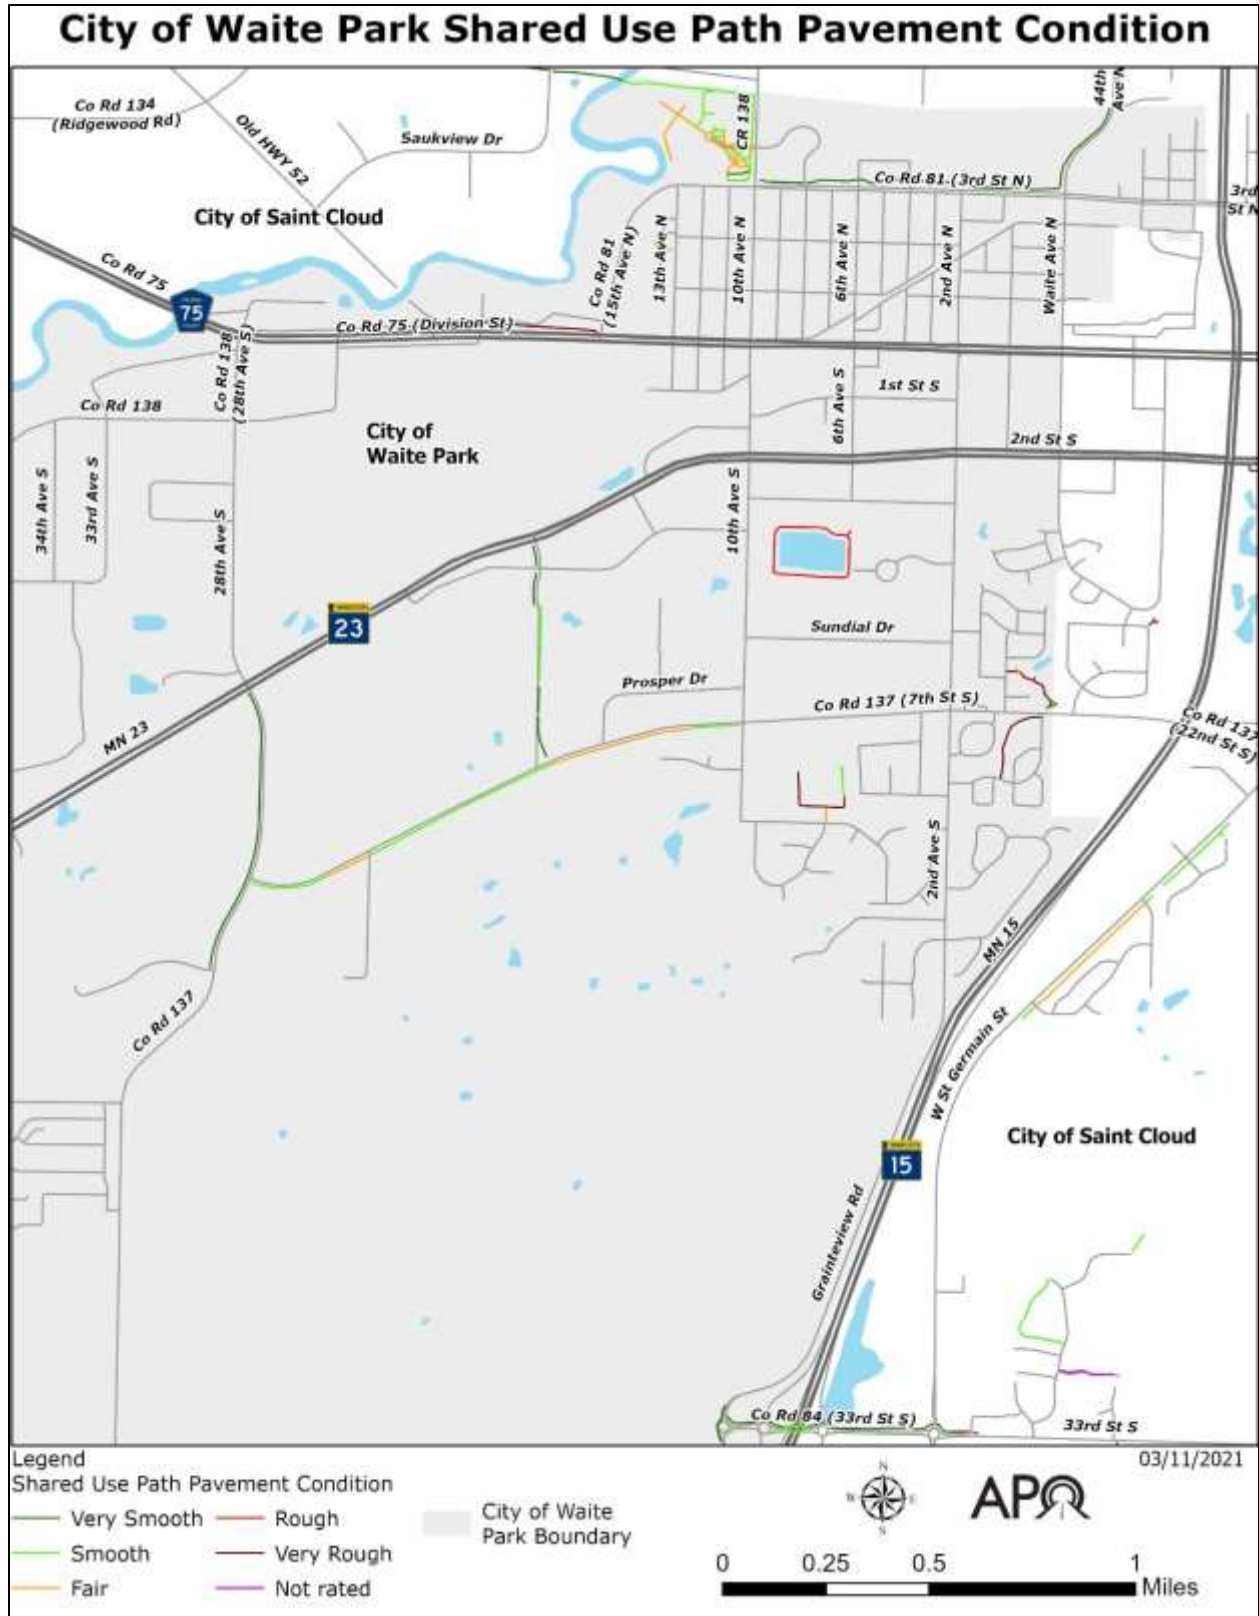 City of Waite Park Shared Use Path Pavement Condition
Co Rd 134
(Ridgewood Rd)
Old HWY 52
Saukview Dr
CR 138
44th
Ave N
Co Rd 81 (3rd St N)
3rd
St N
City of Saint Cloud
Co Rd 75
75
Co Rd 81
(15th Ave N)
13th Ave N
10th Ave N
6th Ave N
2nd Ave N
Waite Ave N
Co Rd 75 (Division St)
Co Rd 138
(28th Ave S)
Co Rd 138
1st St S
6th Ave S
City of
Waite Park
2nd St S
34th Ave S
33rd Ave S
28th Ave S
10th Ave S
23
Sundial Dr
Prosper Dr
Co Rd 137 (7th St S)
Co Rd 137
(22nd St S)
MN 23
2nd Ave S
MN 15
Co Rd 137
W St Germain St
City of Saint Cloud
15
Grainteview Rd
Co Rd 84 (33rd St S)
33rd St S
Legend
03/11/2021
Shared Use Path Pavement Condition
Very Smooth
Rough
City of Waite
Park Boundary
Smooth
Very Rough
Fair
Not rated
N
W
E
S
APO
0 0.25 0.5 1
Miles